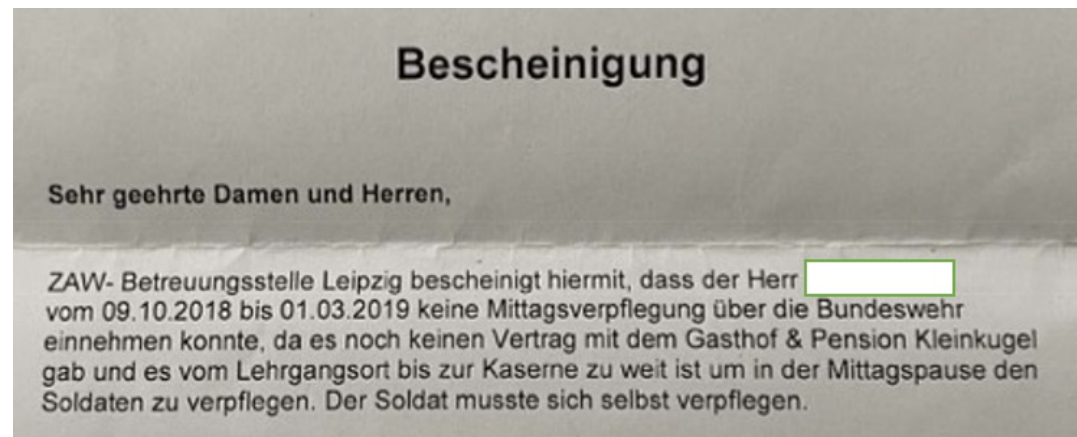 Bescheinigung
Sehr geehrte Damen und Herren,
ZAW- Betreuungsstelle Leipzig bescheinigt hiermit, dass der Herr
vom 09.10.2018 bis 01.03.2019 keine Mittagsverpflegung über die Bundeswehr
einnehmen konnte, da es noch keinen Vertrag mit dem Gasthof & Pension Kleinkugel
gab und es vom Lehrgangsort bis zur Kaserne zu weit ist um in der Mittagspause den
Soldaten zu verpflegen. Der Soldat musste sich selbst verpflegen.